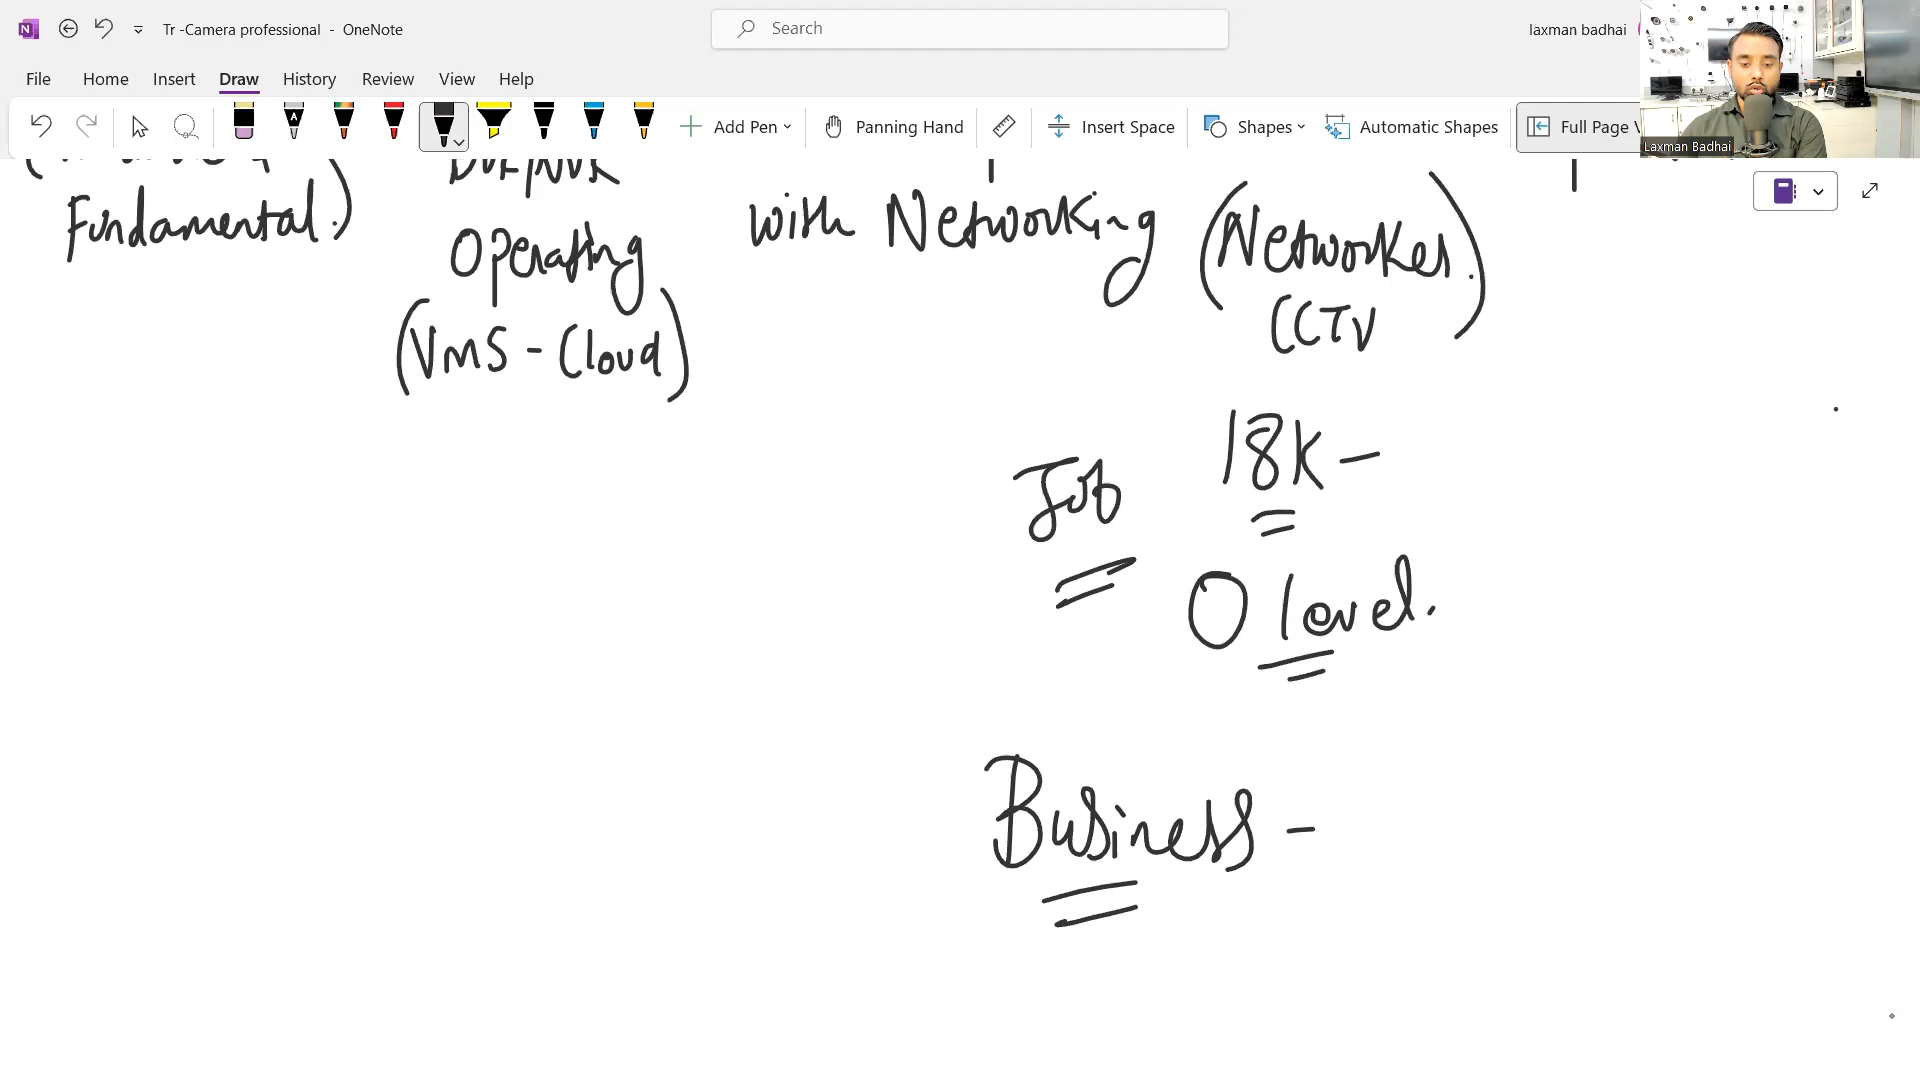 Tr -Camera professional - OneNote
Search
laxman badhai
File Home Insert Draw History Review View Help
Add Pen Panning Hand Insert Space Shapes Automatic Shapes Full Page V
Laxman Badhai
Fundamental.)
DVR/NVR
Operating
(VMS - Cloud)
with Networking
(Networker.)
CCTV
Job
18K -
O level.
Business -